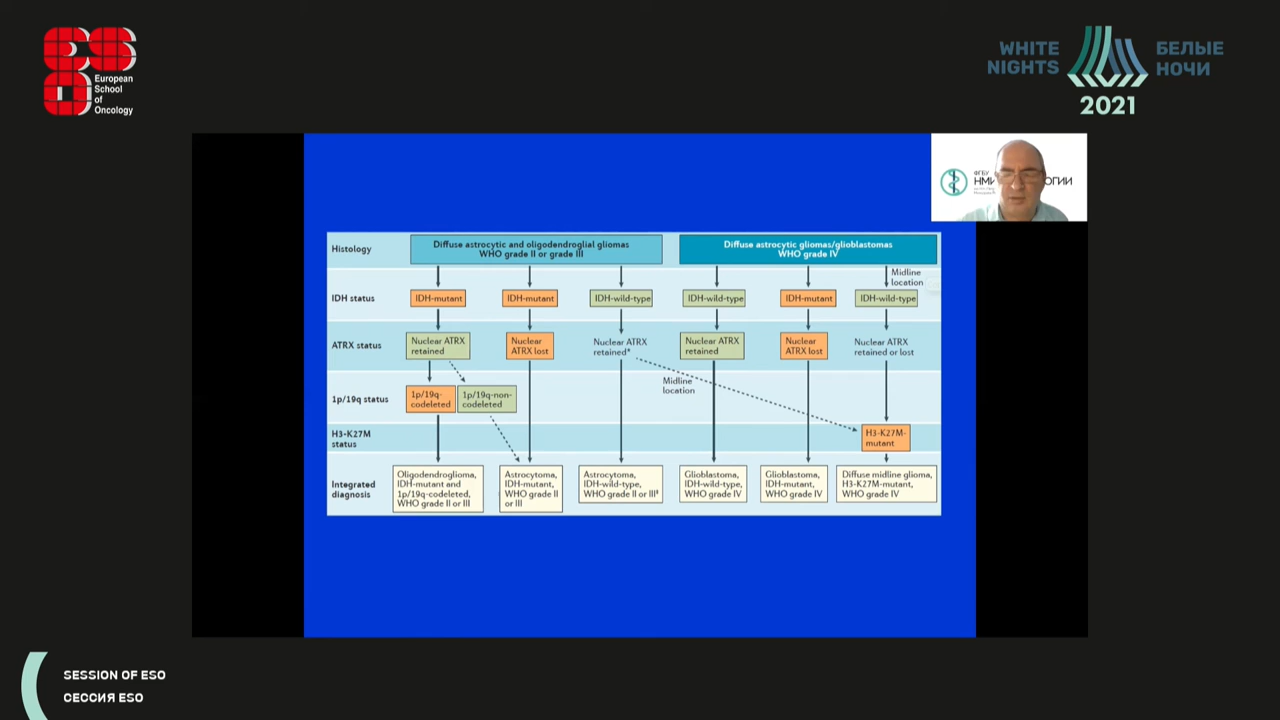 ESO
European
School
of
Oncology
WHITE
NIGHTS
БЕЛЫЕ
НОЧИ
2021
ФГБУ
Histology
Diffuse astrocytic and oligodendroglial gliomas
WHO grade II or grade III
Diffuse astrocytic gliomas/glioblastomas
WHO grade IV
Midline
location
IDH status
IDH-mutant
IDH-mutant
IDH-wild-type
IDH-wild-type
IDH-mutant
IDH-wild-type
ATRX status
Nuclear ATRX
retained
Nuclear
ATRX lost
Nuclear ATRX
retained*
Nuclear ATRX
retained
Nuclear
ATRX lost
Nuclear ATRX
retained or lost
Midline
location
1p/19q status
1p/19q-
codeleted
1p/19q-non-
codeleted
H3-K27M
status
H3-K27M-
mutant
Integrated
diagnosis
Oligodendroglioma,
IDH-mutant and
1p/19q-codeleted,
WHO grade II or III
Astrocytoma,
IDH-mutant,
WHO grade II
or III
Astrocytoma,
IDH-wild-type,
WHO grade II or III‡
Glioblastoma,
IDH-wild-type,
WHO grade IV
Glioblastoma,
IDH-mutant,
WHO grade IV
Diffuse midline glioma,
H3-K27M-mutant,
WHO grade IV
SESSION OF ESO
СЕССИЯ ESO